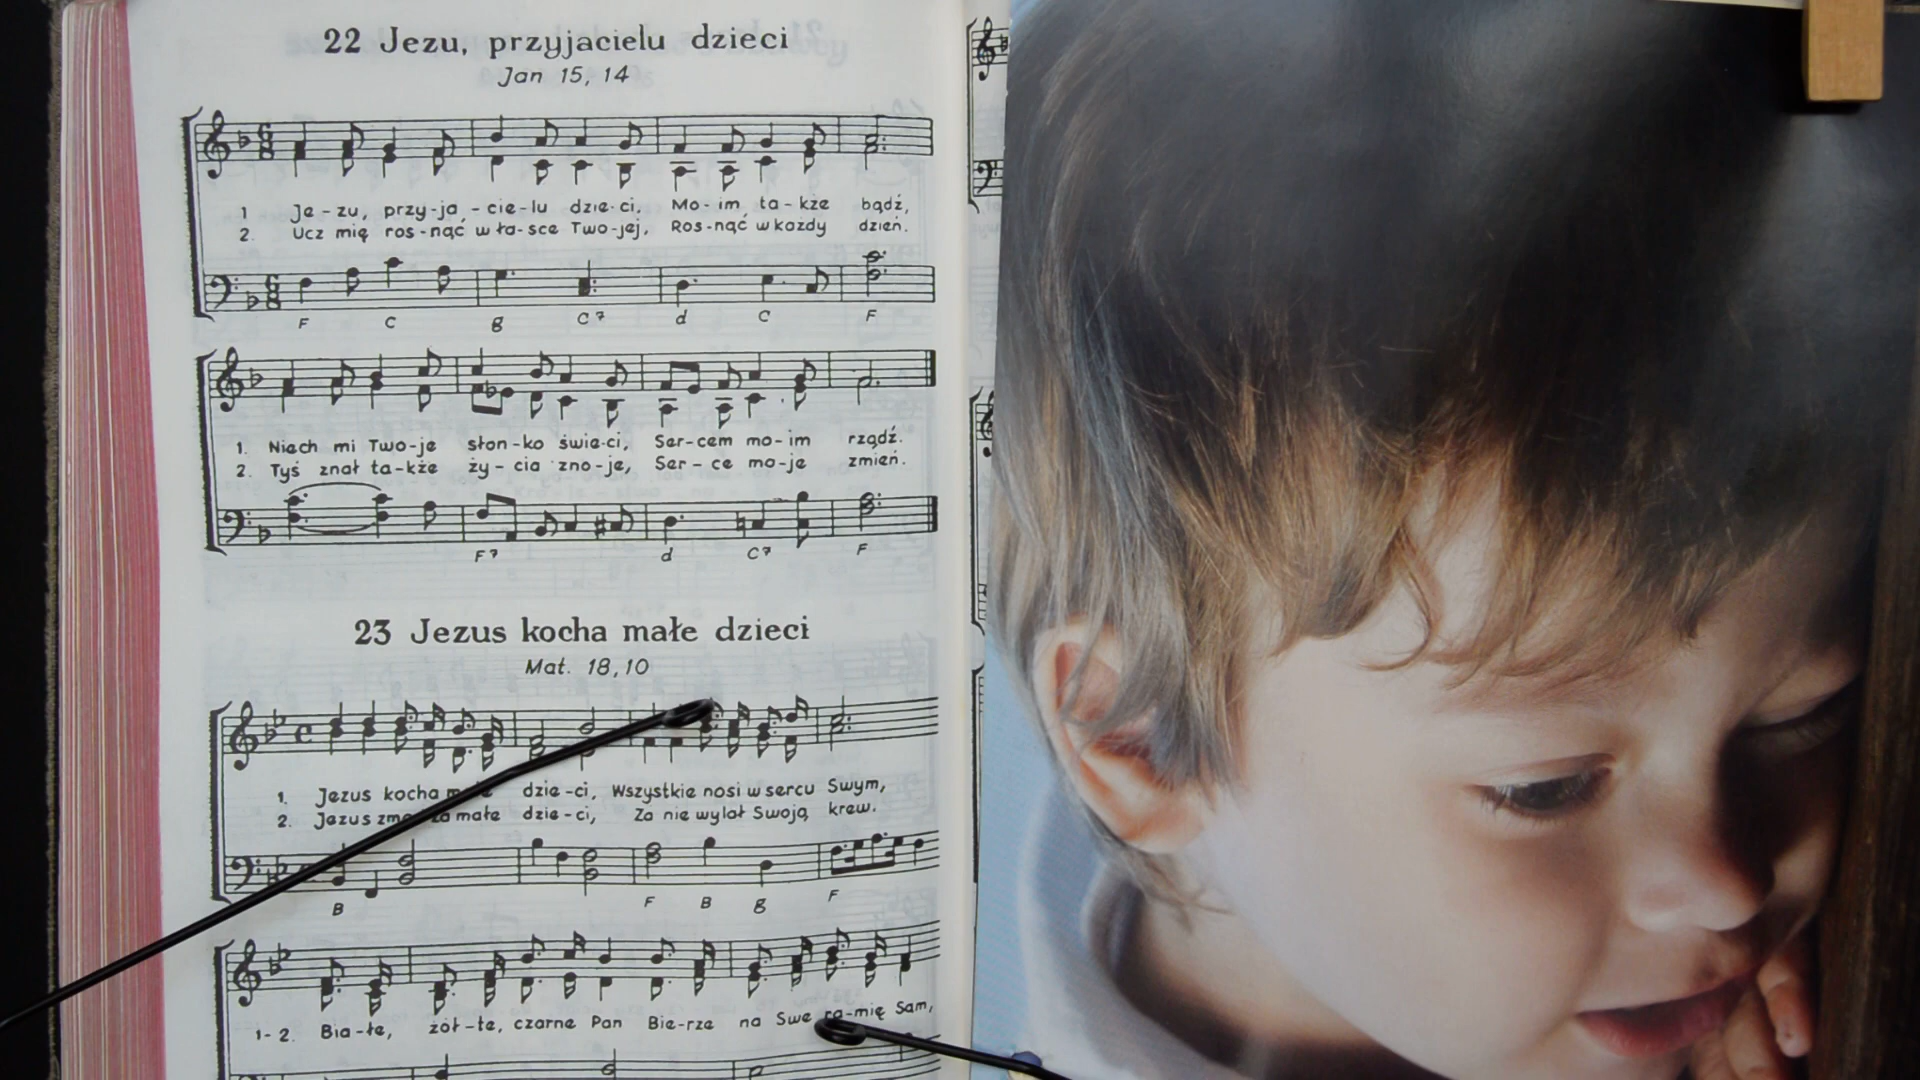 22 Jezu, przyjacielu dzieci
Jan 15, 14
1 Je-zu, przy-ja-cie-lu dzie-ci, Mo-im ta-kże bądź,
2. Ucz mię ros-nąć w ła-sce Two-jej, Ros-nąć w każdy dzień.
F C g C7 d C F
1. Niech mi Two-je słon-ko świe-ci, Ser-cem mo-im rządź.
2. Tyś znał ta-kże ży-cia zno-je, Ser-ce mo-je zmień.
F7 d C7 F
23 Jezus kocha małe dzieci
Mat. 18,10
1. Jezus kocha dzie-ci, Wszystkie nosi w sercu Swym,
2. Jezus za małe dzie-ci, Za nie wylał Swoją krew.
B F B g F
1-2. Bia-łe, żół-te, czarne Pan Bie-rze na Swe ra-mię Sam,